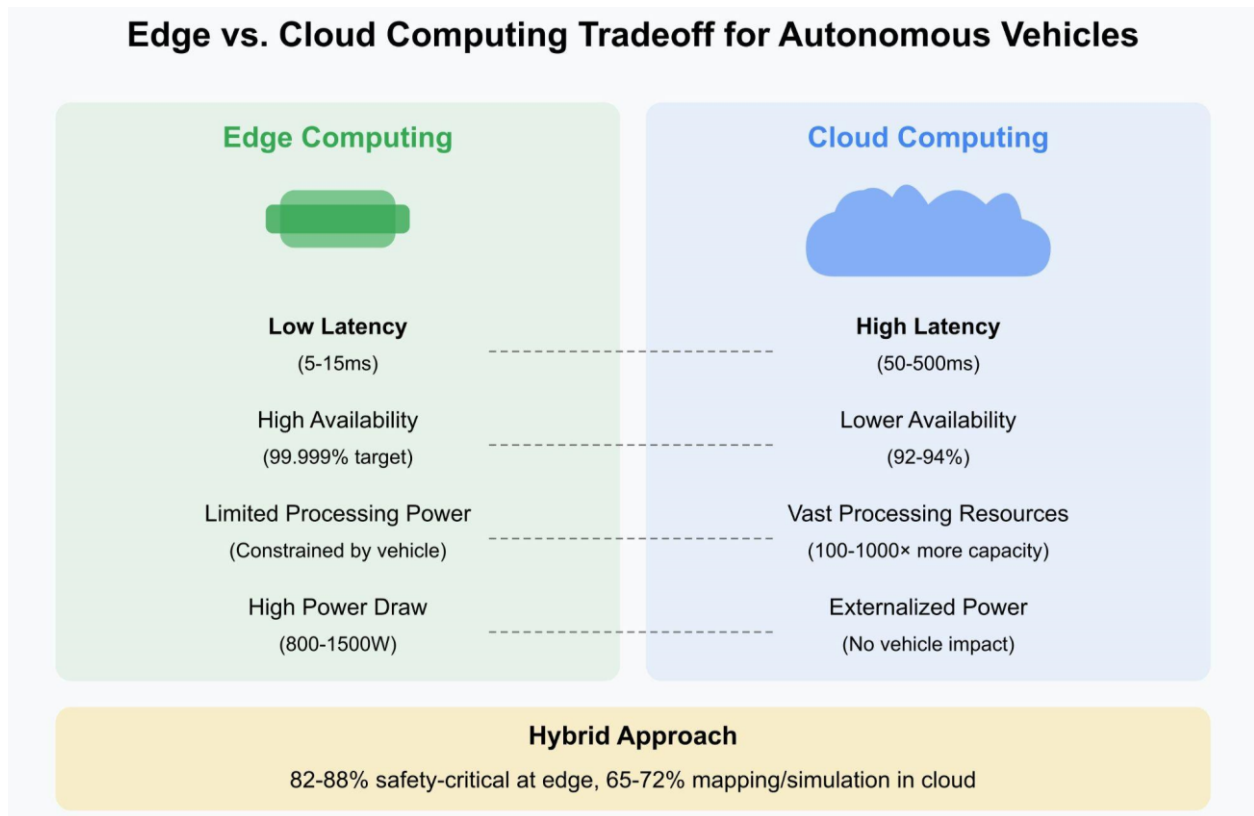 Edge vs. Cloud Computing Tradeoff for Autonomous Vehicles
Edge Computing
Low Latency
(5-15ms)
High Availability
(99.999% target)
Limited Processing Power
(Constrained by vehicle)
High Power Draw
(800-1500W)
Cloud Computing
High Latency
(50-500ms)
Lower Availability
(92-94%)
Vast Processing Resources
(100-1000× more capacity)
Externalized Power
(No vehicle impact)
Hybrid Approach
82-88% safety-critical at edge, 65-72% mapping/simulation in cloud